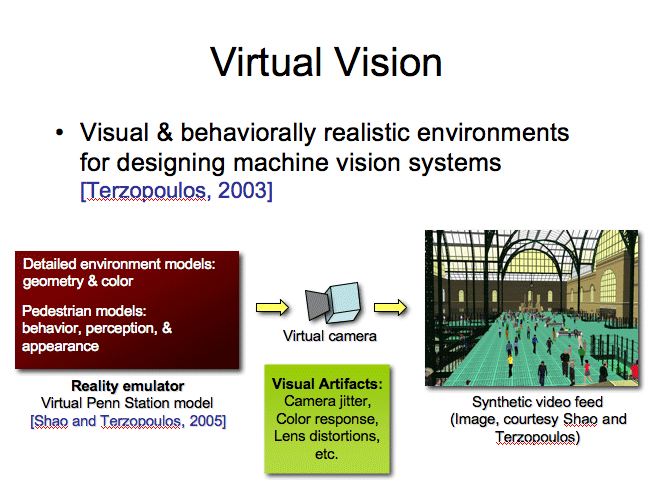 Virtual Vision
• Visual & behaviorally realistic environments
for designing machine vision systems
[Terzopoulos, 2003]
Detailed environment models:
geometry & color
Pedestrian models:
behavior, perception, &
appearance
Reality emulator
Virtual Penn Station model
[Shao and Terzopoulos, 2005]
Virtual camera
Visual Artifacts:
Camera jitter,
Color response,
Lens distortions,
etc.
Synthetic video feed
(Image, courtesy Shao and
Terzopoulos)